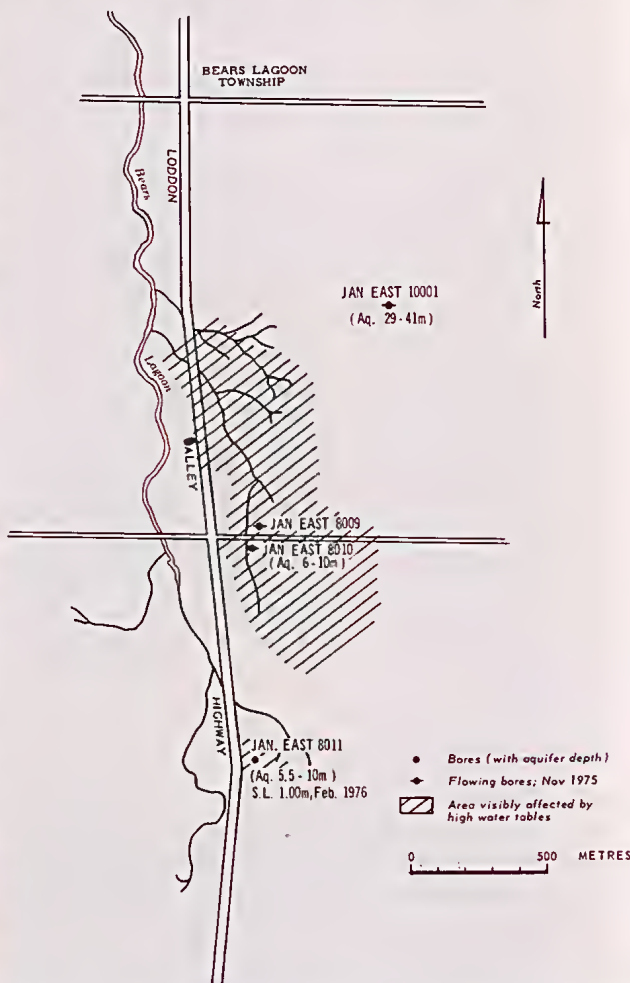 BEARS LAGOON
TOWNSHIP
LODDON
Bears
JAN EAST 10001
(Aq. 29-41m)
North
Lagoon
VALLEY
JAN EAST 8009
JAN EAST 8010
(Aq. 6-10m)
HIGHWAY
JAN. EAST 8011
(Aq. 5.5-10m)
S.L. 1.00m, Feb. 1976
Bores (with aquifer depth)
Flowing bores; Nov 1975
Area visibly affected by
high water tables
0 500 METRES